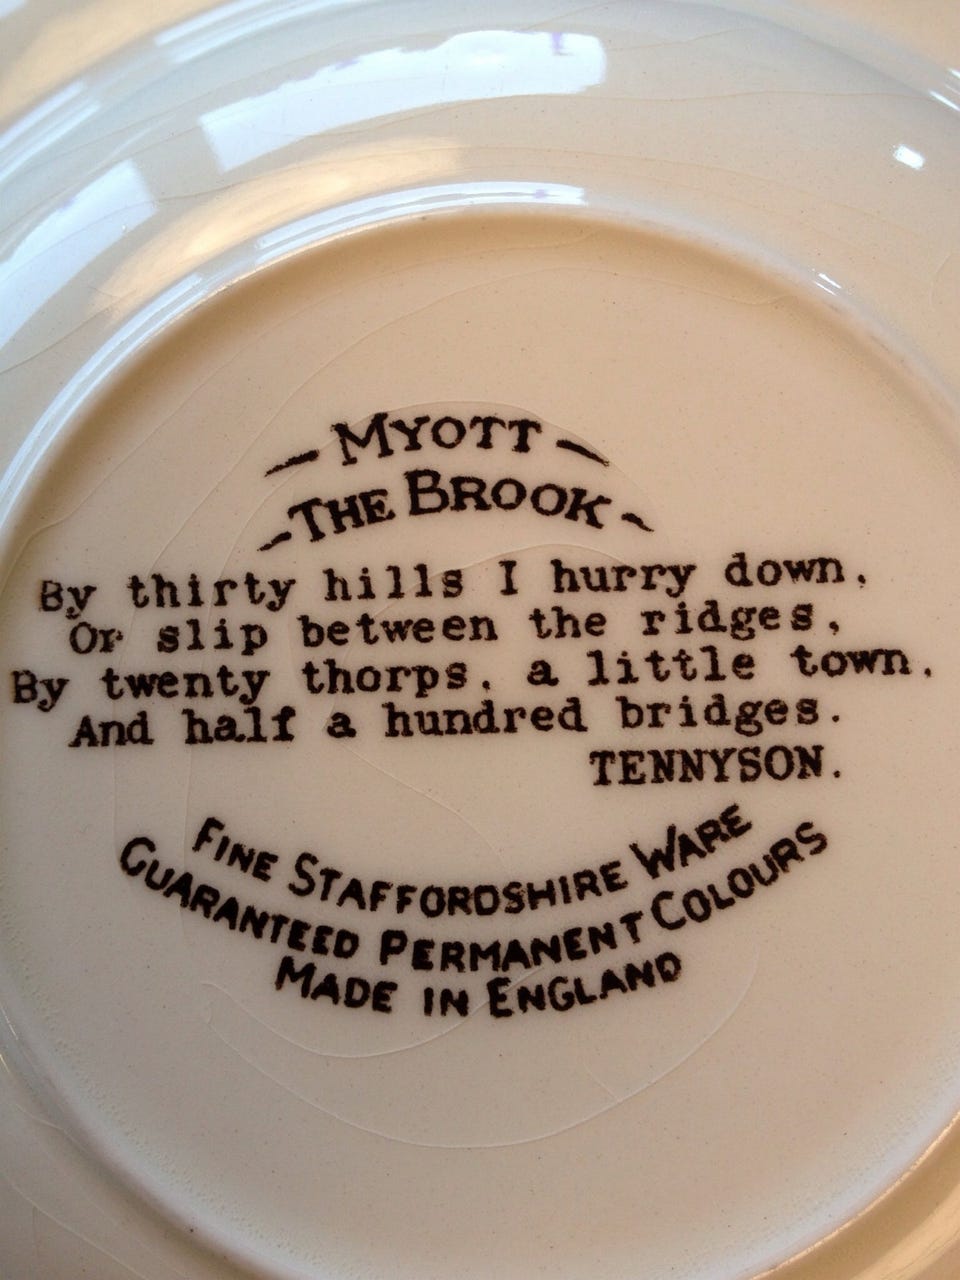 - MYOTT -
- THE BROOK -
By thirty hills I hurry down,
Or slip between the ridges,
By twenty thorps, a little town,
And half a hundred bridges.
TENNYSON.
FINE STAFFORDSHIRE WARE
GUARANTEED PERMANENT COLOURS
MADE IN ENGLAND